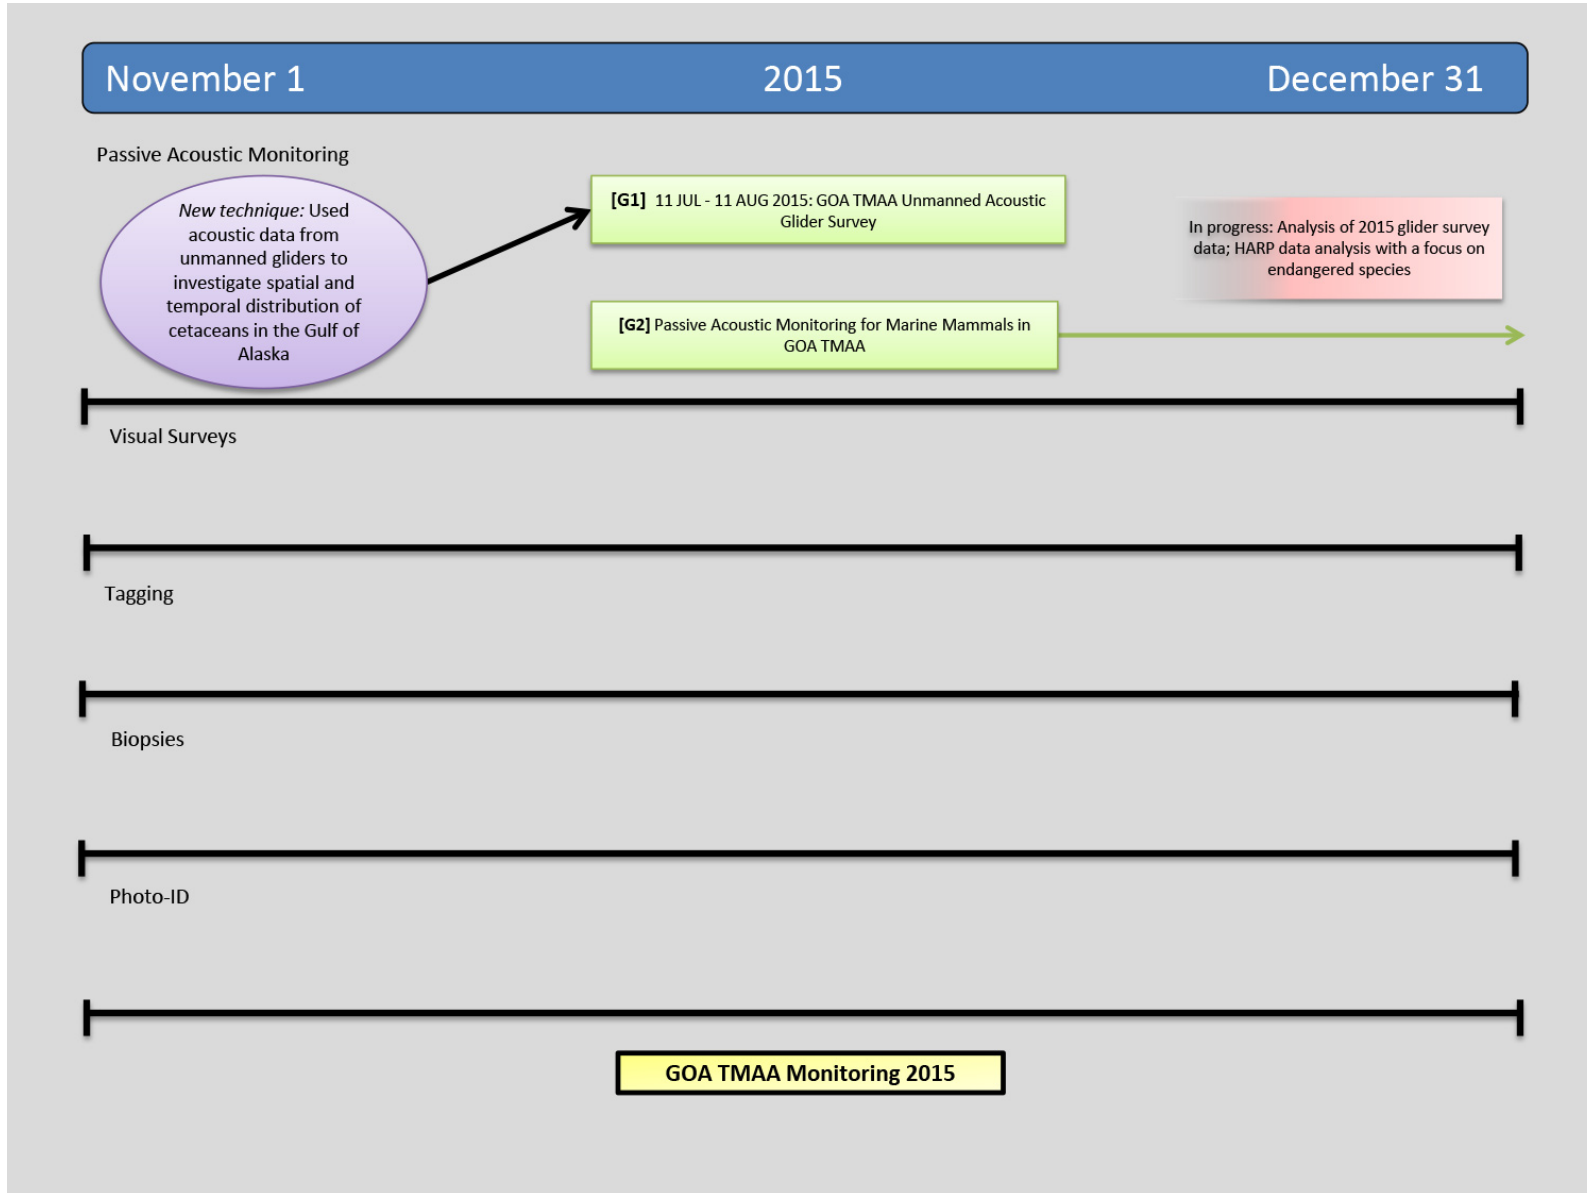 November 1 2015 December 31
Passive Acoustic Monitoring
New technique: Used
acoustic data from
unmanned gliders to
investigate spatial and
temporal distribution of
cetaceans in the Gulf of
Alaska
[G1] 11 JUL - 11 AUG 2015: GOA TMAA Unmanned Acoustic
Glider Survey
In progress: Analysis of 2015 glider survey
data; HARP data analysis with a focus on
endangered species
[G2] Passive Acoustic Monitoring for Marine Mammals in
GOA TMAA
Visual Surveys
Tagging
Biopsies
Photo-ID
GOA TMAA Monitoring 2015